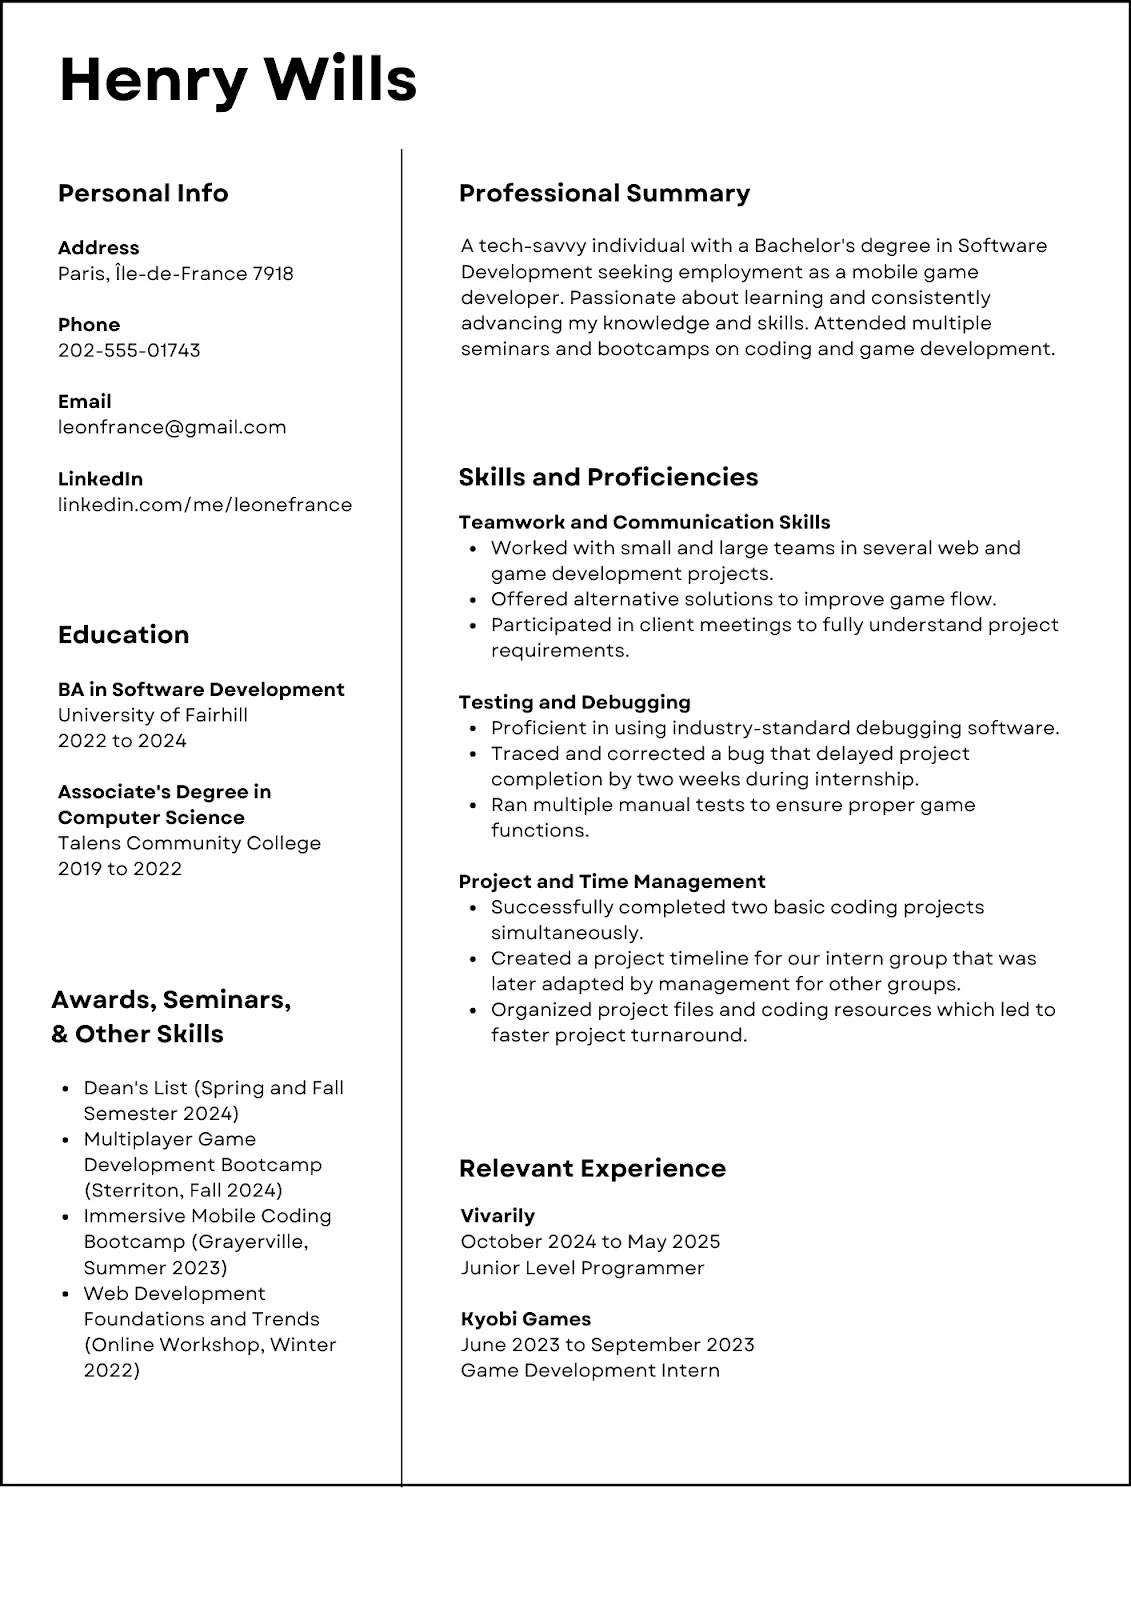 Henry Wills
Personal Info
Address
Paris, Île-de-France 7918
Phone
202-555-01743
Email
leonfrance@gmail.com
LinkedIn
linkedin.com/me/leonefrance
Education
BA in Software Development
University of Fairhill
2022 to 2024
Associate's Degree in
Computer Science
Talens Community College
2019 to 2022
Awards, Seminars,
& Other Skills
• Dean's List (Spring and Fall
Semester 2024)
• Multiplayer Game
Development Bootcamp
(Sterriton, Fall 2024)
• Immersive Mobile Coding
Bootcamp (Grayerville,
Summer 2023)
• Web Development
Foundations and Trends
(Online Workshop, Winter
2022)
Professional Summary
A tech-savvy individual with a Bachelor's degree in Software
Development seeking employment as a mobile game
developer. Passionate about learning and consistently
advancing my knowledge and skills. Attended multiple
seminars and bootcamps on coding and game development.
Skills and Proficiencies
Teamwork and Communication Skills
• Worked with small and large teams in several web and
game development projects.
• Offered alternative solutions to improve game flow.
• Participated in client meetings to fully understand project
requirements.
Testing and Debugging
• Proficient in using industry-standard debugging software.
• Traced and corrected a bug that delayed project
completion by two weeks during internship.
• Ran multiple manual tests to ensure proper game
functions.
Project and Time Management
• Successfully completed two basic coding projects
simultaneously.
• Created a project timeline for our intern group that was
later adapted by management for other groups.
• Organized project files and coding resources which led to
faster project turnaround.
Relevant Experience
Vivarily
October 2024 to May 2025
Junior Level Programmer
Kyobi Games
June 2023 to September 2023
Game Development Intern